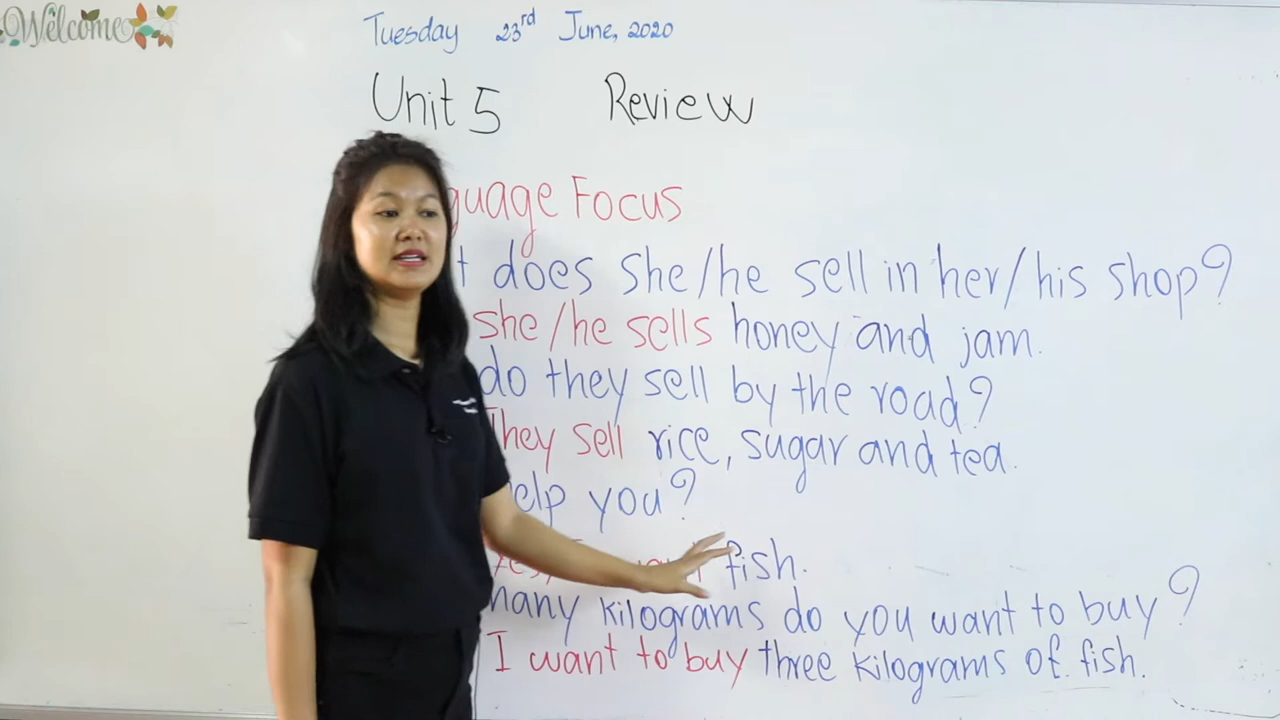 Welcome
Tuesday 23rd June, 2020
Unit 5 Review
guage Focus
t does she/he sell in her/his shop?
she/he sells honey and jam.
do they sell by the road?
They sell rice, sugar and tea.
elp you?
fish.
many kilograms do you want to buy?
I want to buy three kilograms of fish.